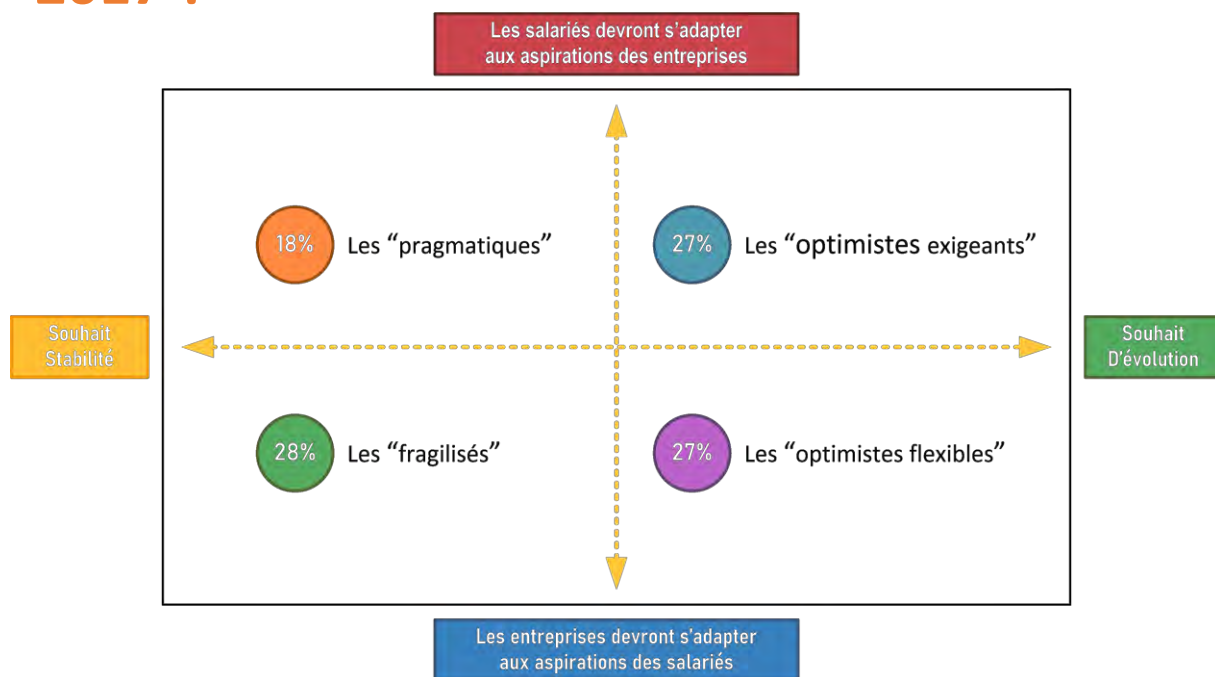 Les salariés devront s'adapter
aux aspirations des entreprises
18% Les “pragmatiques”
27% Les “optimistes exigeants”
Souhait
Stabilité
Souhait
D'évolution
28% Les “fragilisés”
27% Les “optimistes flexibles”
Les entreprises devront s'adapter
aux aspirations des salariés